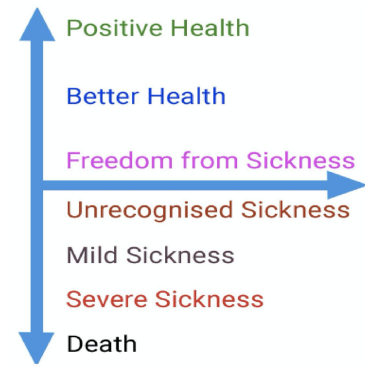 Positive Health
Better Health
Freedom from Sickness
Unrecognised Sickness
Mild Sickness
Severe Sickness
Death